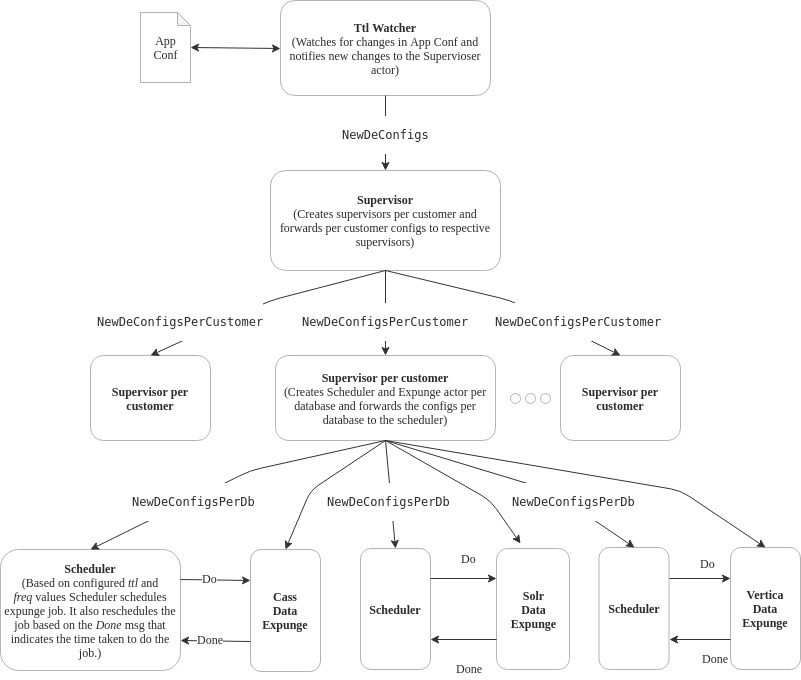 App
Conf
Ttl Watcher
(Watches for changes in App Conf and
notifies new changes to the Supervioser
actor)
NewDeConfigs
Supervisor
(Creates supervisors per customer and
forwards per customer configs to respective
supervisors)
NewDeConfigsPerCustomer
NewDeConfigsPerCustomer
NewDeConfigsPerCustomer
Supervisor per
customer
Supervisor per customer
(Creates Scheduler and Expunge actor per
database and forwards the configs per
database to the scheduler)
Supervisor per
customer
NewDeConfigsPerDb
NewDeConfigsPerDb
NewDeConfigsPerDb
Scheduler
(Based on configured ttl and
freq values Scheduler schedules
expunge job. It also reschedules the
job based on the Done msg that
indicates the time taken to do the
job.)
Do
Done
Cass
Data
Expunge
Scheduler
Do
Done
Solr
Data
Expunge
Scheduler
Do
Done
Vertica
Data
Expunge